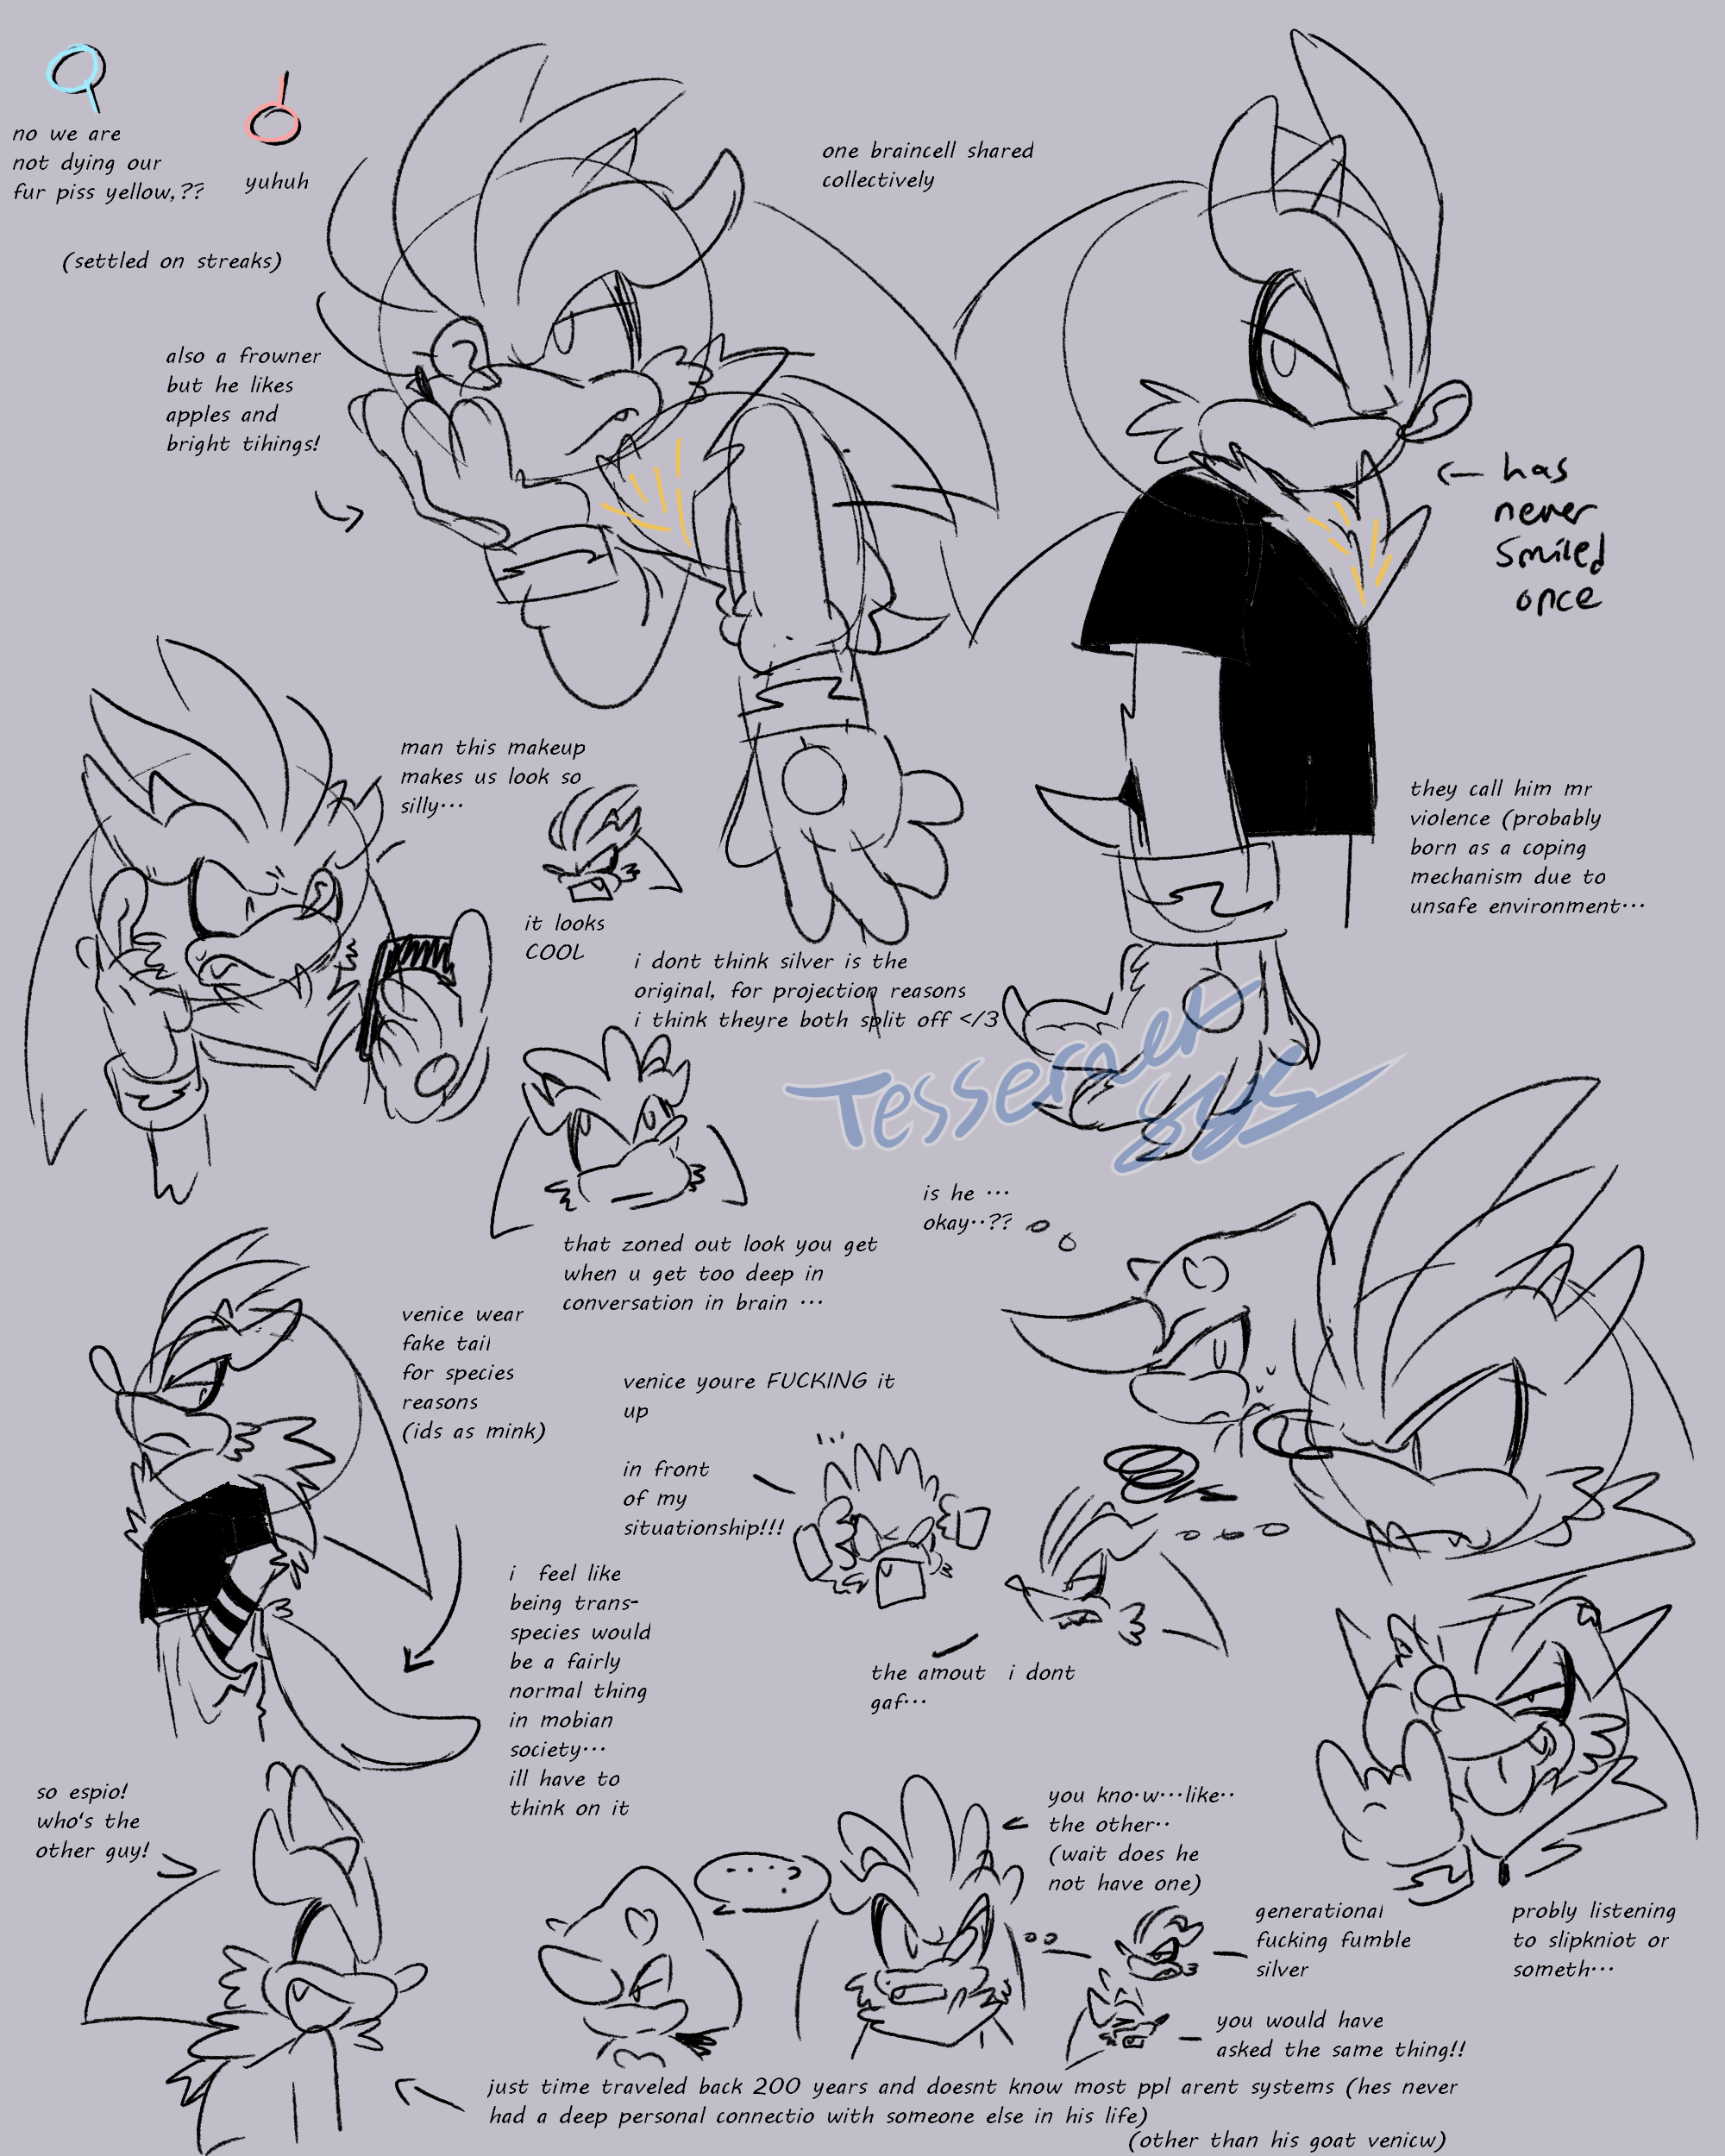 no we are
not dying our
fur piss yellow,??
yuhuh
(settled on streaks)
one braincell shared
collectively
also a frowner
but he likes
apples and
bright tihings!
<- has
never
smiled
once
man this makeup
makes us look so
silly...
it looks
COOL
they call him mr
violence (probably
born as a coping
mechanism due to
unsafe environment...
i dont think silver is the
original, for projection reasons
i think theyre both split off </3
Tesseract
sys
that zoned out look you get
when u get too deep in
conversation in brain ...
is he ...
okay..??
venice wear
fake tail
for species
reasons
(ids as mink)
venice youre FUCKING it
up
in front
of my
situationship!!!
the amout i dont
gaf...
i feel like
being trans-
species would
be a fairly
normal thing
in mobian
society...
ill have to
think on it
so espio!
who's the
other guy!
....?
you kno.w...like..
the other..
(wait does he
not have one)
generational
fucking fumble
silver
you would have
asked the same thing!!
probly listening
to slipkniot or
someth...
just time traveled back 200 years and doesnt know most ppl arent systems (hes never
had a deep personal connectio with someone else in his life)
(other than his goat venicw)